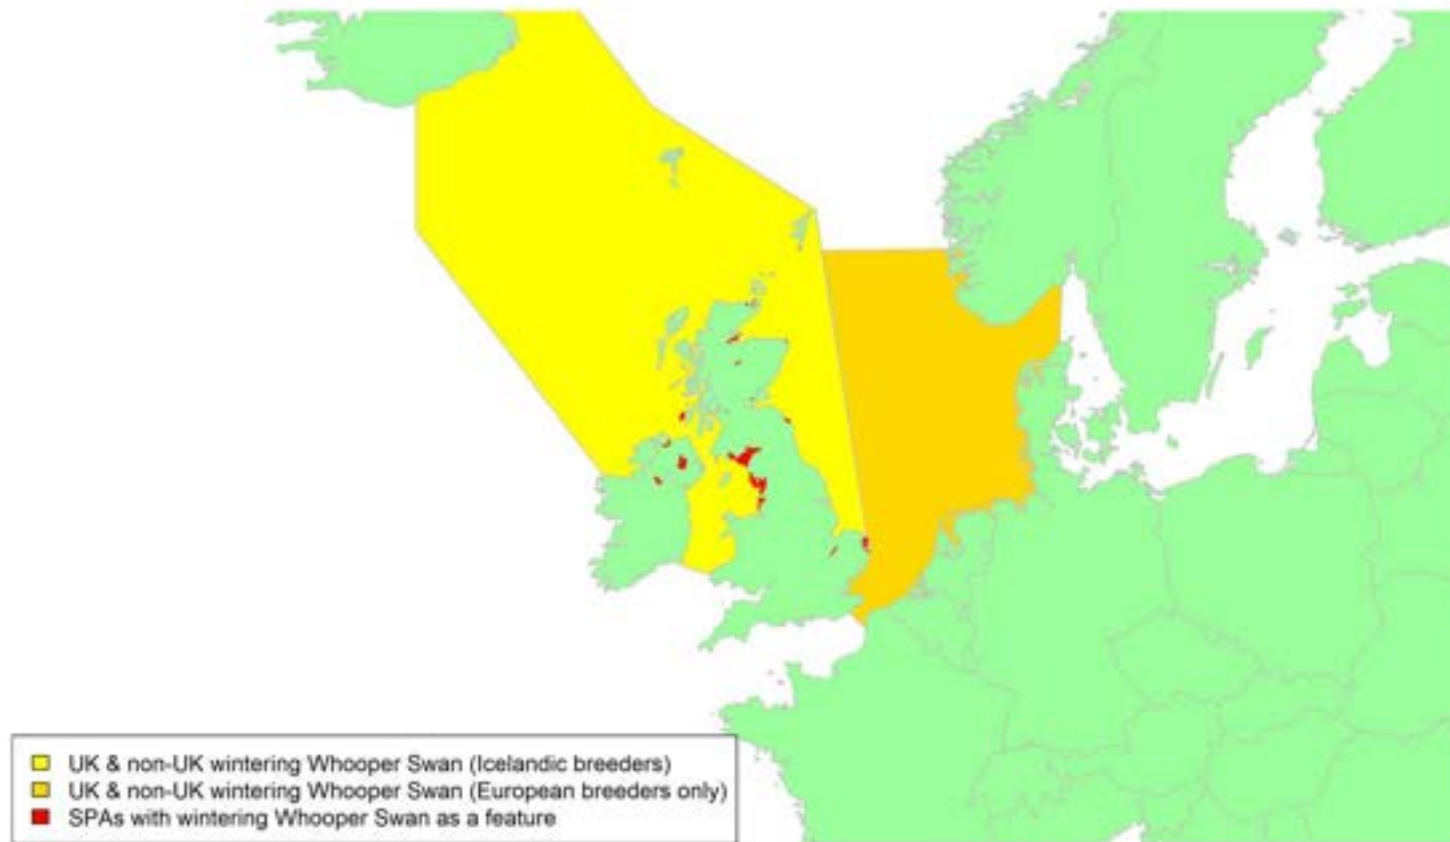 UK & non-UK wintering Whooper Swan (Icelandic breeders)
UK & non-UK wintering Whooper Swan (European breeders only)
SPAs with wintering Whooper Swan as a feature